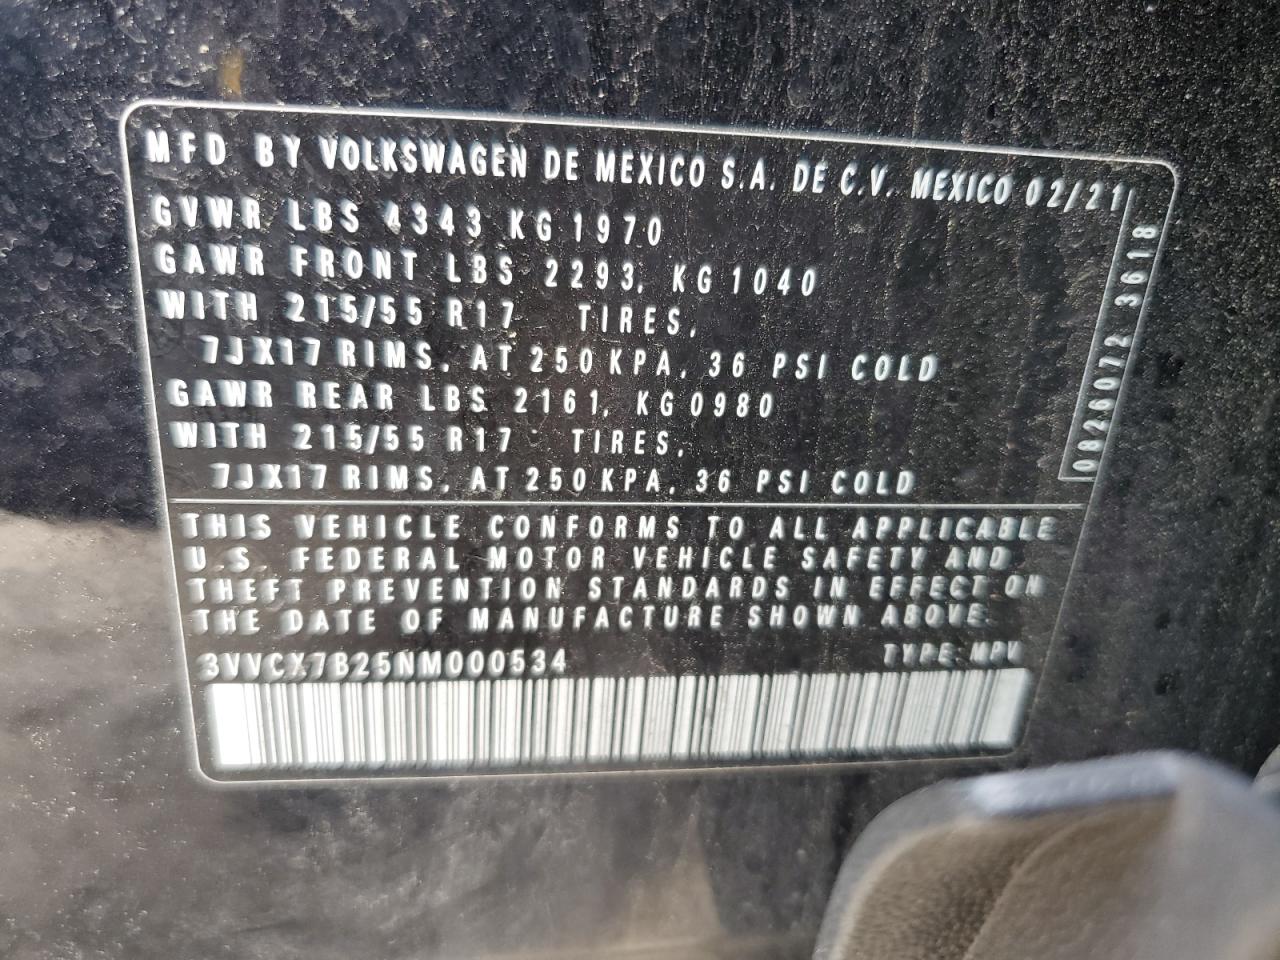 MFD BY VOLKSWAGEN DE MEXICO S.A. DE C.V. MEXICO 02/21
GVWR LBS 4343 KG 1970
GAWR FRONT LBS 2293, KG 1040
WITH 215/55 R17 TIRES,
7JX17 RIMS, AT 250 KPA, 36 PSI COLD
GAWR REAR LBS 2161, KG 0980
WITH 215/55 R17 TIRES,
7JX17 RIMS, AT 250 KPA, 36 PSI COLD
0826072 3618
THIS VEHICLE CONFORMS TO ALL APPLICABLE
U.S. FEDERAL MOTOR VEHICLE SAFETY AND
THEFT PREVENTION STANDARDS IN EFFECT ON
THE DATE OF MANUFACTURE SHOWN ABOVE.
3VVCX7B25NM000534 TYPE:MPV